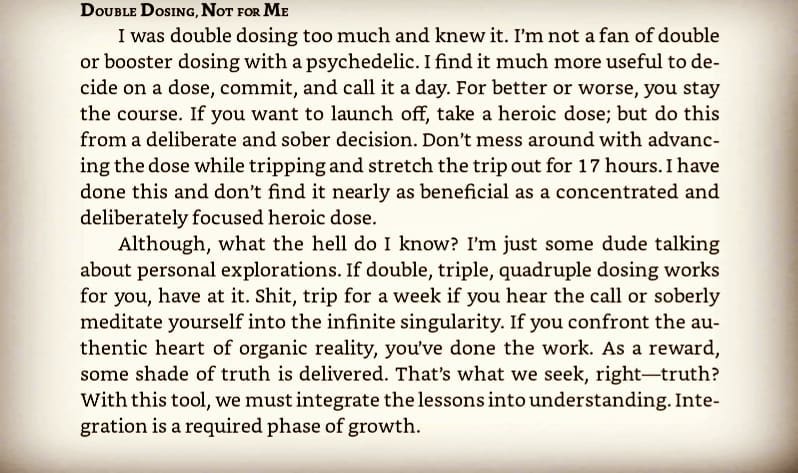 Double Dosing, Not for Me
I was double dosing too much and knew it. I'm not a fan of double
or booster dosing with a psychedelic. I find it much more useful to de-
cide on a dose, commit, and call it a day. For better or worse, you stay
the course. If you want to launch off, take a heroic dose; but do this
from a deliberate and sober decision. Don't mess around with advanc-
ing the dose while tripping and stretch the trip out for 17 hours. I have
done this and don't find it nearly as beneficial as a concentrated and
deliberately focused heroic dose.
Although, what the hell do I know? I'm just some dude talking
about personal explorations. If double, triple, quadruple dosing works
for you, have at it. Shit, trip for a week if you hear the call or soberly
meditate yourself into the infinite singularity. If you confront the au-
thentic heart of organic reality, you've done the work. As a reward,
some shade of truth is delivered. That's what we seek, right—truth?
With this tool, we must integrate the lessons into understanding. Inte-
gration is a required phase of growth.